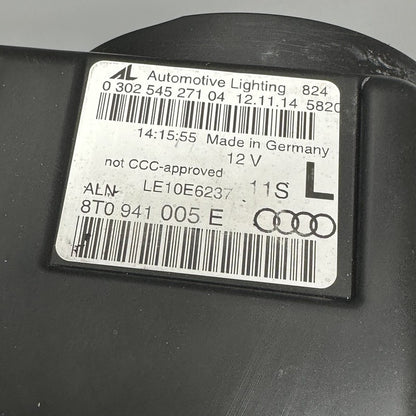 AL Automotive Lighting 824
0 302 545 271 04 12.11.14 5820
14:15:55 Made in Germany
12 V
not CCC-approved
LE10E6237 11S L
ALN
8T0 941 005 E